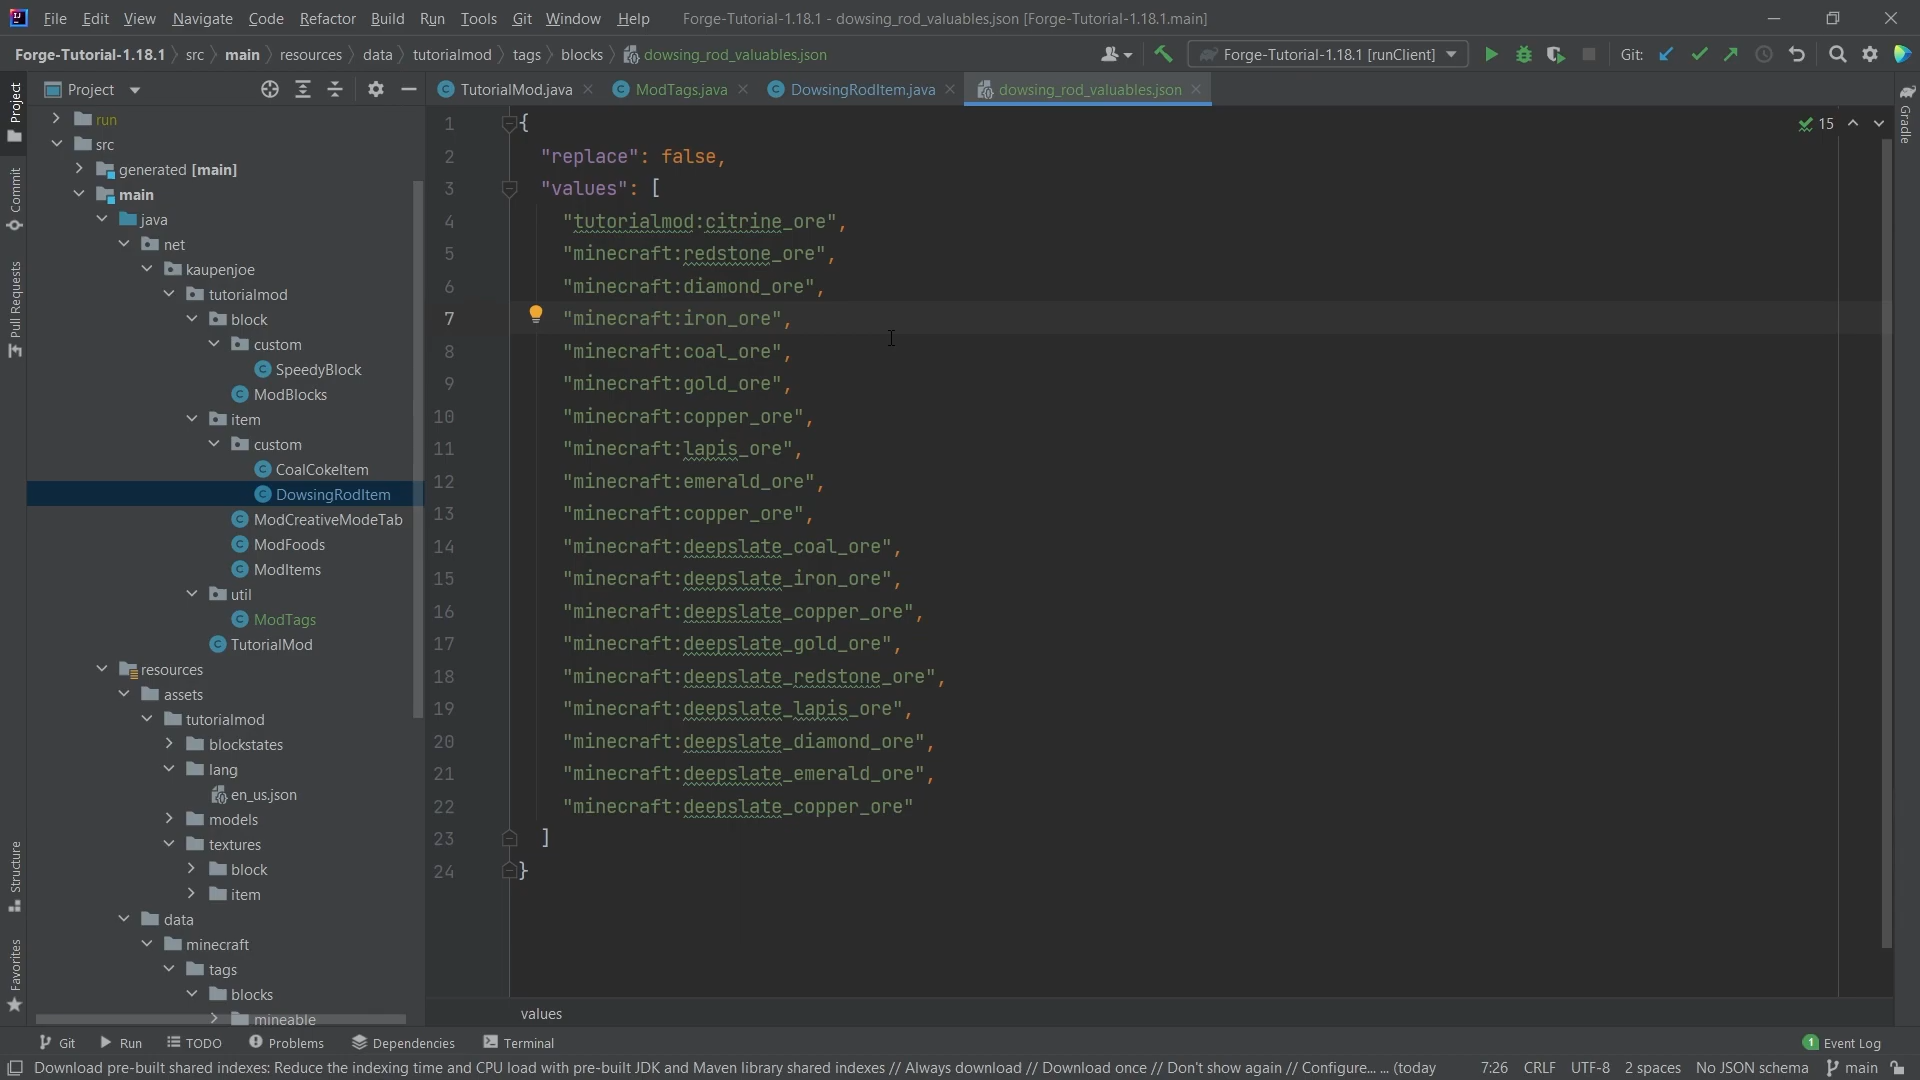 File Edit View Navigate Code Refactor Build Run Tools Git Window Help Forge-Tutorial-1.18.1 - dowsing_rod_valuables.json [Forge-Tutorial-1.18.1.main]
Forge-Tutorial-1.18.1 src main resources data tutorialmod tags blocks dowsing_rod_valuables.json Forge-Tutorial-1.18.1 [runClient] Git:
Project
TutorialMod.java ModTags.java DowsingRodItem.java dowsing_rod_valuables.json
Project
Commit
Pull Requests
Structure
Favorites
Gradle
run
src
generated [main]
main
java
net
kaupenjoe
tutorialmod
block
custom
SpeedyBlock
ModBlocks
item
custom
CoalCokeItem
DowsingRodItem
ModCreativeModeTab
ModFoods
ModItems
util
ModTags
TutorialMod
resources
assets
tutorialmod
blockstates
lang
en_us.json
models
textures
block
item
data
minecraft
tags
blocks
mineable
15
1 {
2 "replace": false,
3 "values": [
4 "tutorialmod:citrine_ore",
5 "minecraft:redstone_ore",
6 "minecraft:diamond_ore",
7 "minecraft:iron_ore",
8 "minecraft:coal_ore",
9 "minecraft:gold_ore",
10 "minecraft:copper_ore",
11 "minecraft:lapis_ore",
12 "minecraft:emerald_ore",
13 "minecraft:copper_ore",
14 "minecraft:deepslate_coal_ore",
15 "minecraft:deepslate_iron_ore",
16 "minecraft:deepslate_copper_ore",
17 "minecraft:deepslate_gold_ore",
18 "minecraft:deepslate_redstone_ore",
19 "minecraft:deepslate_lapis_ore",
20 "minecraft:deepslate_diamond_ore",
21 "minecraft:deepslate_emerald_ore",
22 "minecraft:deepslate_copper_ore"
23 ]
24 }
values
Git Run TODO Problems Dependencies Terminal 1 Event Log
Download pre-built shared indexes: Reduce the indexing time and CPU load with pre-built JDK and Maven library shared indexes // Always download // Download once // Don't show again // Configure... ... (today 7:26 CRLF UTF-8 2 spaces No JSON schema main